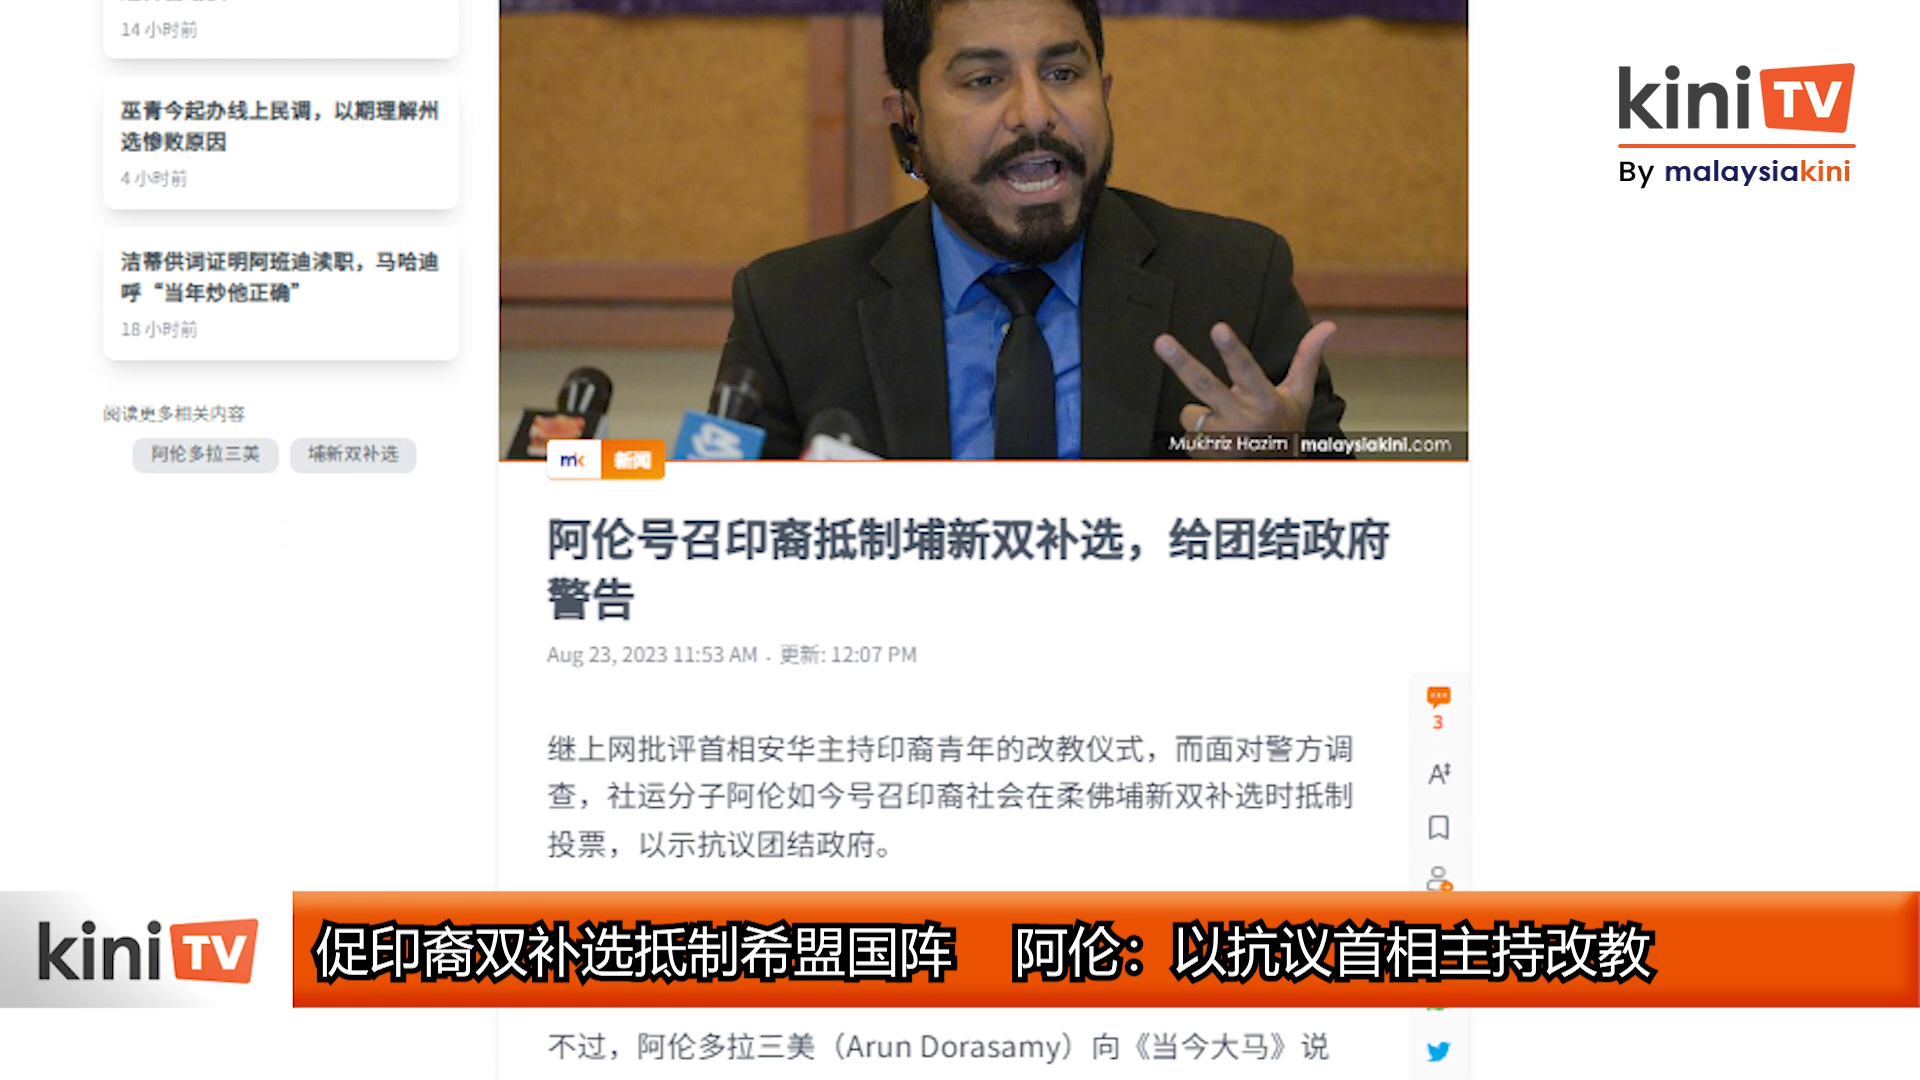 14 小时前
巫青今起办线上民调，以期理解州
选惨败原因
4 小时前
洁蒂供词证明阿班迪渎职，马哈迪
呼“当年炒他正确”
18 小时前
阅读更多相关内容
阿伦多拉三美
埔新双补选
kini TV
By malaysiakini
Mukhriz Hazim | malaysiakini.com
mk 新闻
阿伦号召印裔抵制埔新双补选，给团结政府
警告
Aug 23, 2023 11:53 AM . 更新: 12:07 PM
继上网批评首相安华主持印裔青年的改教仪式，而面对警方调
查，社运分子阿伦如今号召印裔社会在柔佛埔新双补选时抵制
投票，以示抗议团结政府。
3
A
kini TV
促印裔双补选抵制希盟国阵 阿伦：以抗议首相主持改教
不过，阿伦多拉三美（Arun Dorasamy）向《当今大马》说